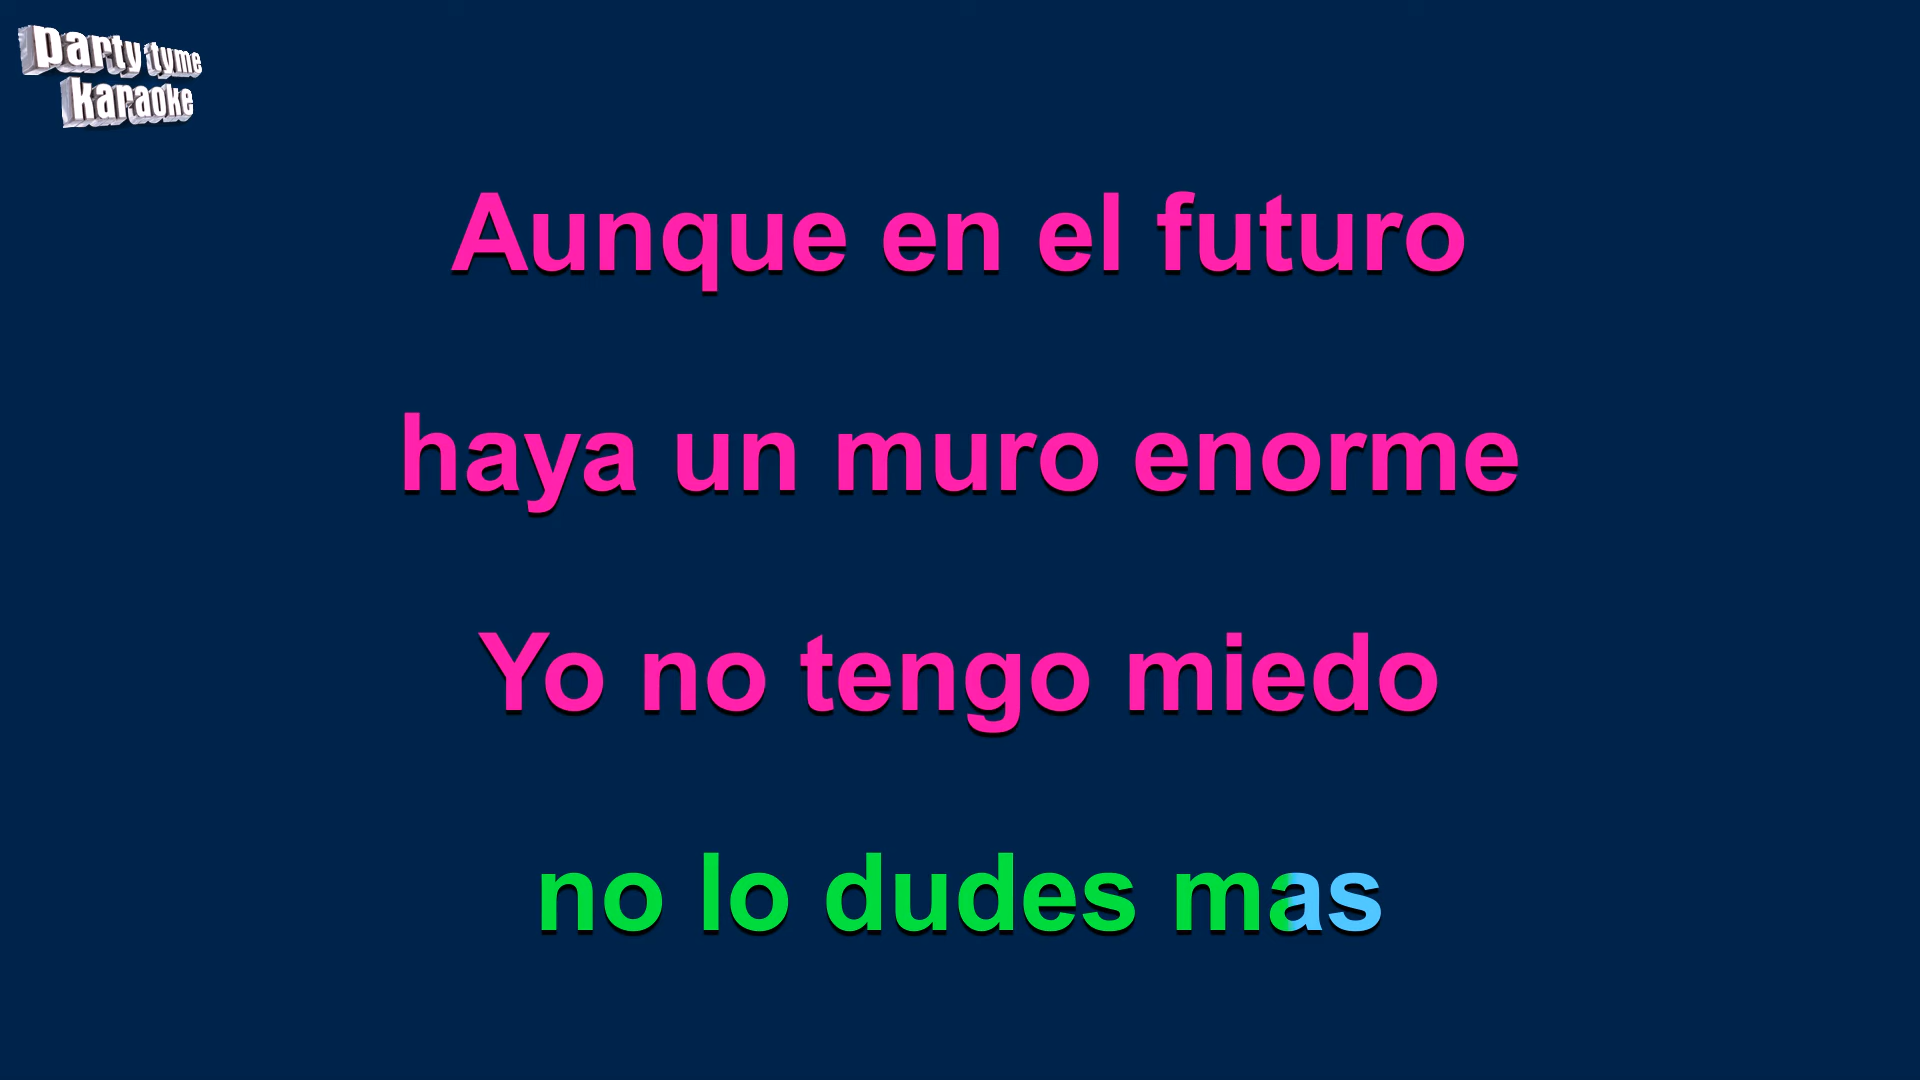 party tyme
karaoke
Aunque en el futuro
haya un muro enorme
Yo no tengo miedo
no lo dudes mas